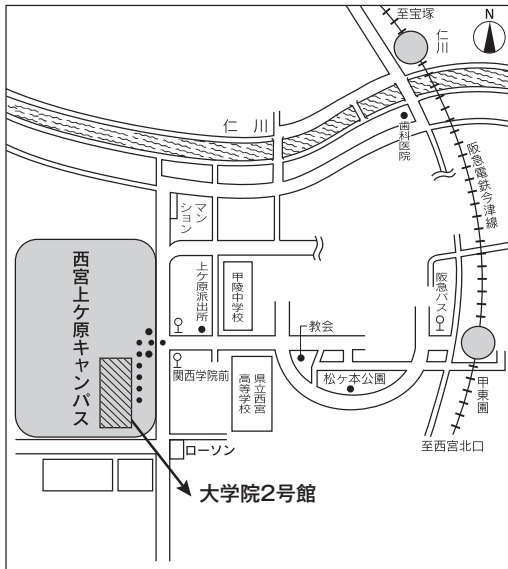 至宝塚
仁川
N
仁　川
歯科医院
阪急電鉄今津線
マン
ション
西宮上ケ原キャンパス
上ケ原派出所
甲陵中学校
阪急バス
教会
関西学院前
県立西宮
高等学校
松ヶ本公園
甲東園
至西宮北口
ローソン
大学院2号館